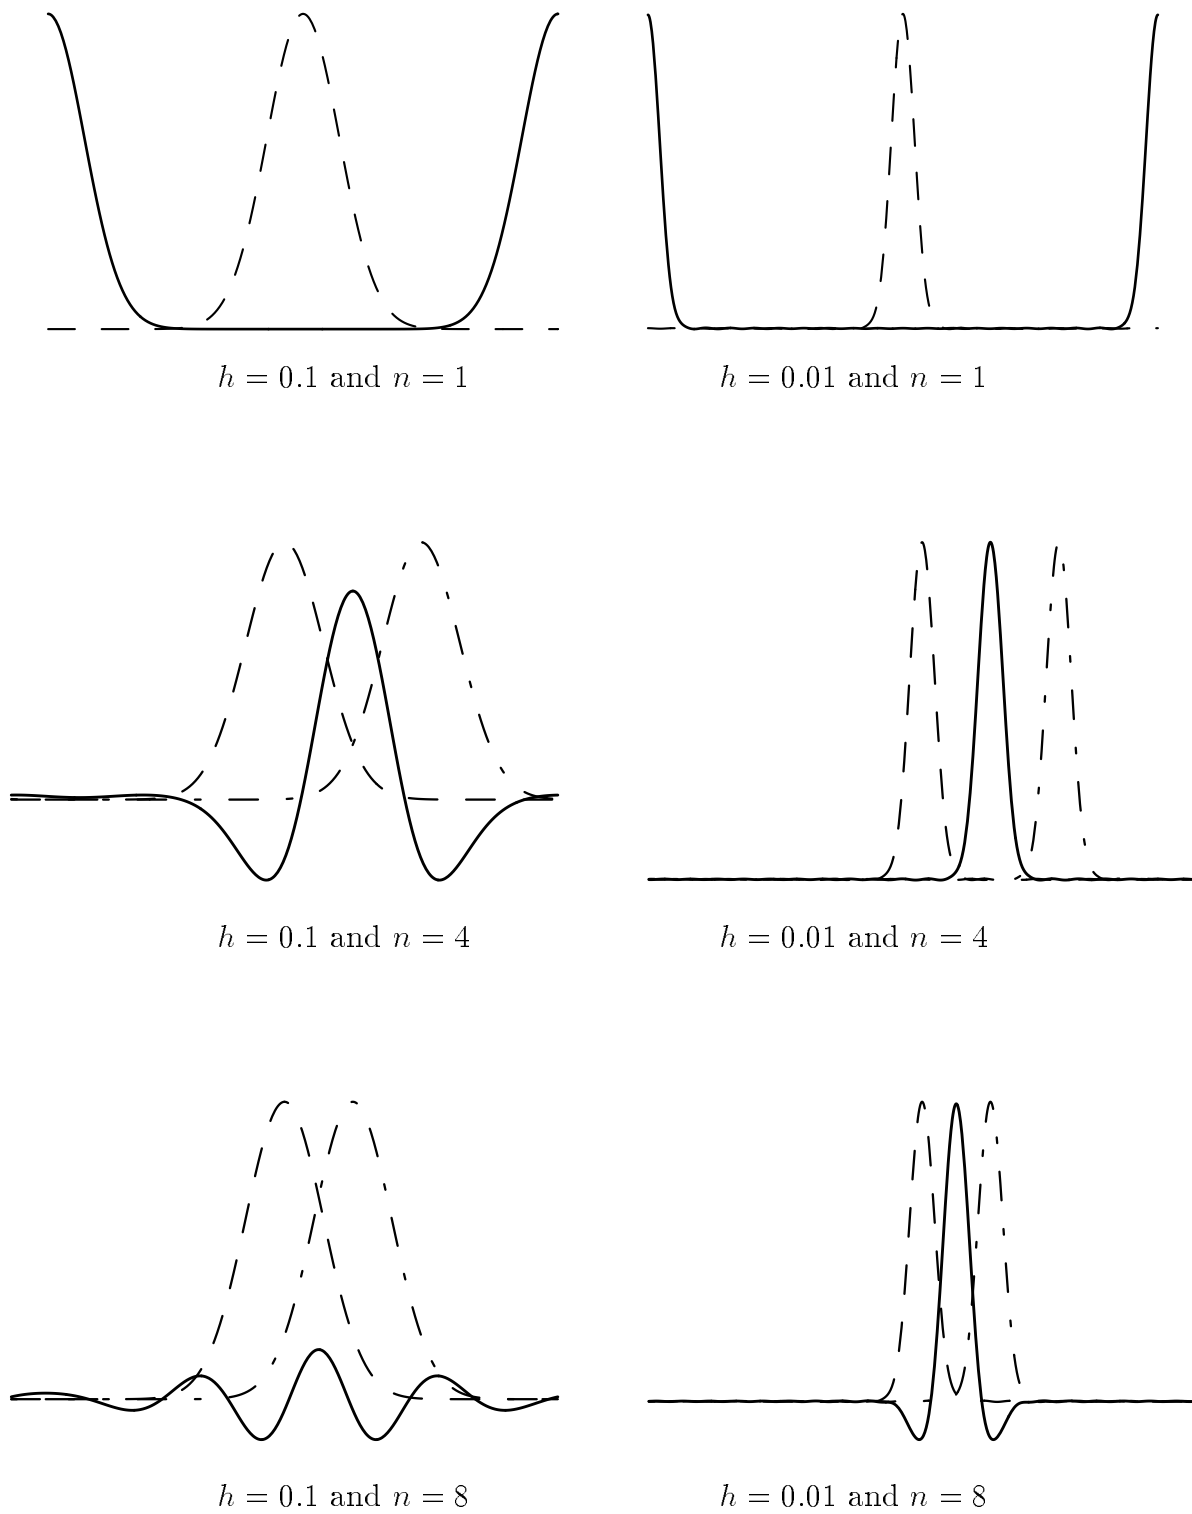 h = 0.1 and n = 1
h = 0.01 and n = 1
h = 0.1 and n = 4
h = 0.01 and n = 4
h = 0.1 and n = 8
h = 0.01 and n = 8